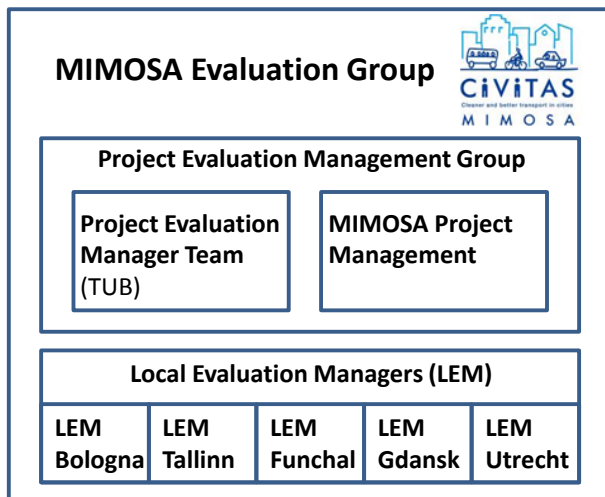 MIMOSA Evaluation Group
CiViTAS
Cleaner and better transport in cities
MIMOSA
Project Evaluation Management Group
Project Evaluation
Manager Team
(TUB)
MIMOSA Project
Management
Local Evaluation Managers (LEM)
LEM
Bologna
LEM
Tallinn
LEM
Funchal
LEM
Gdansk
LEM
Utrecht